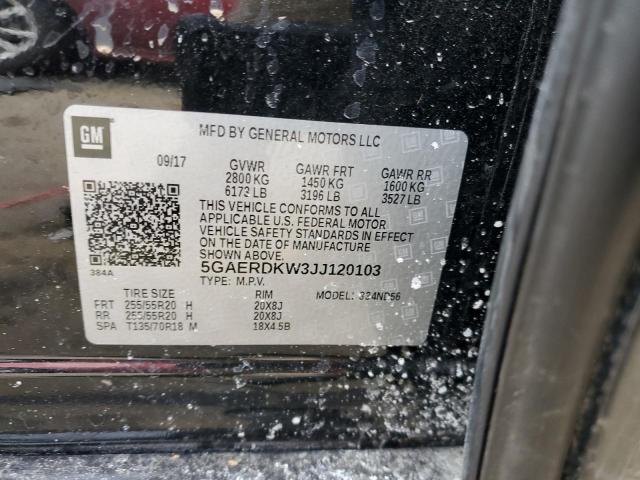 GM
MFD BY GENERAL MOTORS LLC
09/17 GVWR GAWR FRT GAWR RR
2800 KG 1450 KG 1600 KG
6173 LB 3196 LB 3527 LB
THIS VEHICLE CONFORMS TO ALL
APPLICABLE U.S. FEDERAL MOTOR
VEHICLE SAFETY STANDARDS IN EFFECT
ON THE DATE OF MANUFACTURE
SHOWN ABOVE.
384A
5GAERDKW3JJ120103
TYPE: M.P.V.
TIRE SIZE RIM MODEL:
FRT 255/55R20 H 20X8J
RR 255/55R20 H 20X8J
SPA T135/70R18 M 18X4.5B